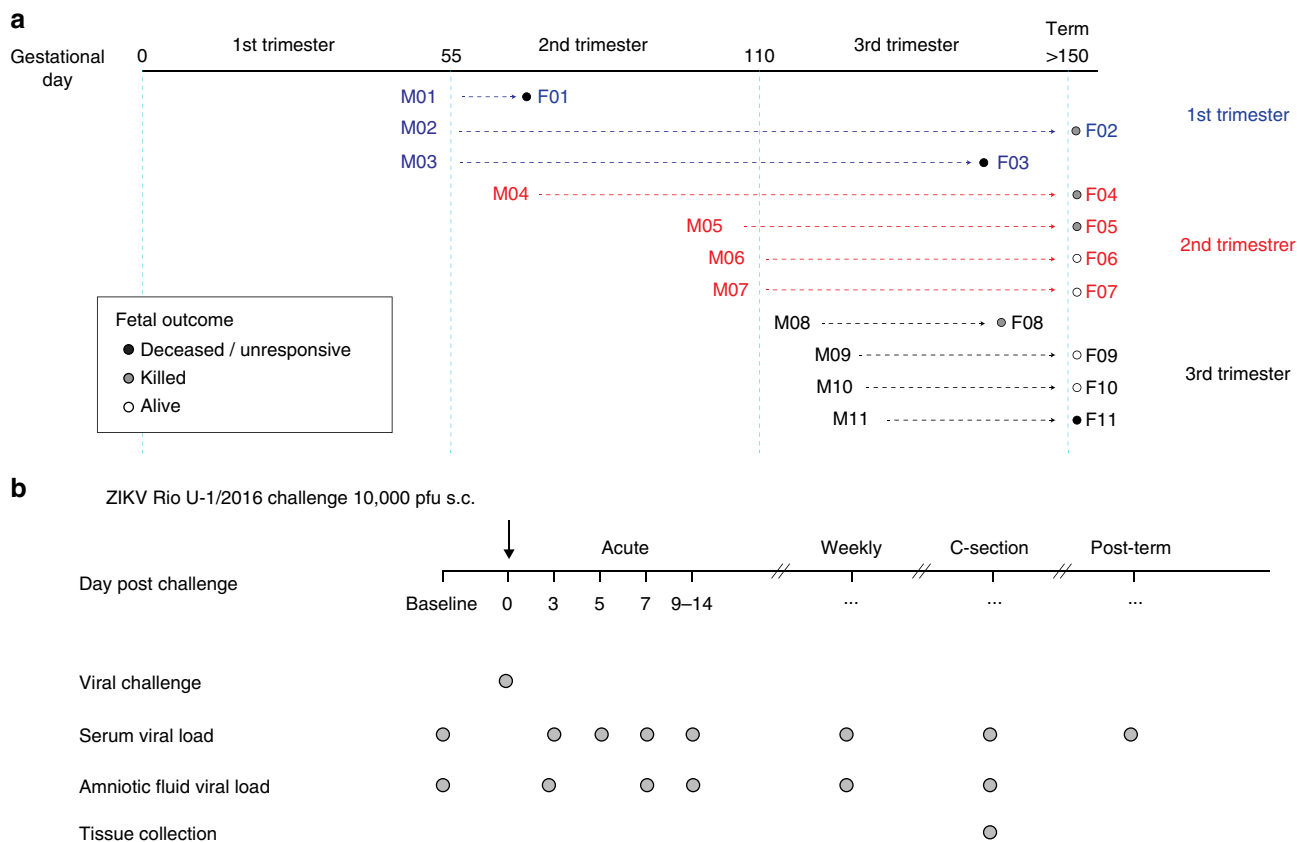 a
Gestational day
0
1st trimester
55
2nd trimester
110
3rd trimester
Term >150
M01
F01
1st trimester
M02
F02
M03
F03
M04
F04
M05
F05
2nd trimestrer
M06
F06
M07
F07
M08
F08
M09
F09
3rd trimester
M10
F10
M11
F11
Fetal outcome
Deceased / unresponsive
Killed
Alive
b
ZIKV Rio U-1/2016 challenge 10,000 pfu s.c.
Acute
Weekly
C-section
Post-term
Day post challenge
Baseline
0
3
5
7
9–14
...
...
...
Viral challenge
Serum viral load
Amniotic fluid viral load
Tissue collection